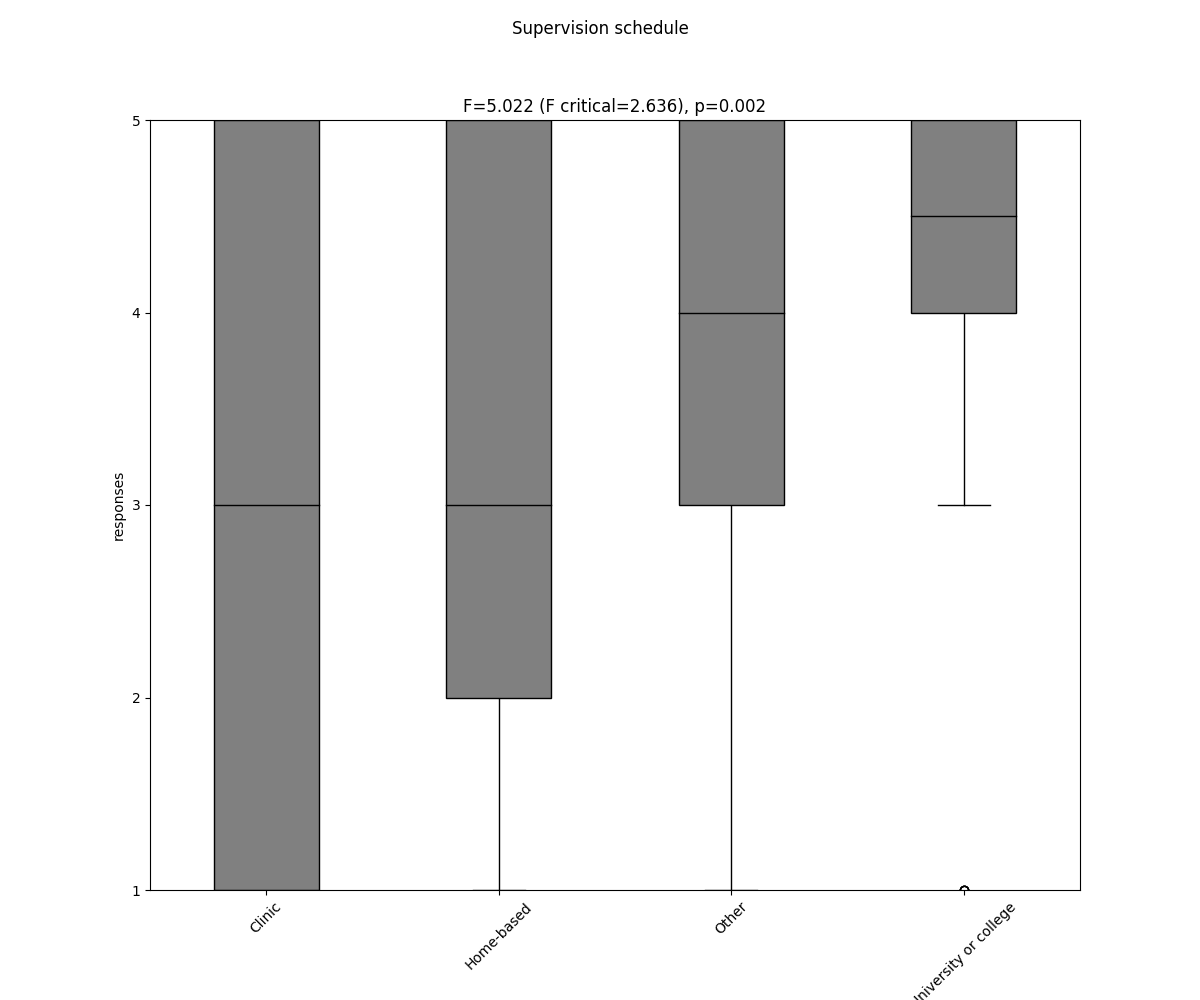 Supervision schedule
F=5.022 (F critical=2.636), p=0.002
5
4
3
2
1
responses
Clinic
Home-based
Other
University or college